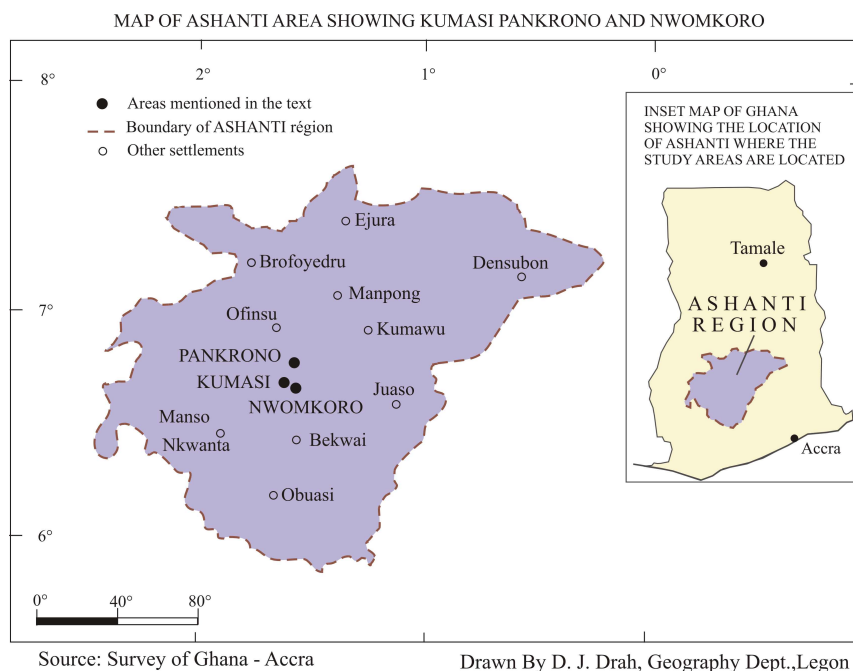 MAP OF ASHANTI AREA SHOWING KUMASI PANKRONO AND NWOMKORO
2° 1° 0°
8°
7°
6°
Areas mentioned in the text
Boundary of ASHANTI région
Other settlements
Ejura
Brofoyedru
Densubon
Manpong
Ofinsu
Kumawu
PANKRONO
KUMASI
Juaso
NWOMKORO
Manso
Nkwanta
Bekwai
Obuasi
INSET MAP OF GHANA
SHOWING THE LOCATION
OF ASHANTI WHERE THE
STUDY AREAS ARE LOCATED
Tamale
ASHANTI
REGION
Accra
0° 40° 80°
Source: Survey of Ghana - Accra
Drawn By D. J. Drah, Geography Dept.,Legon